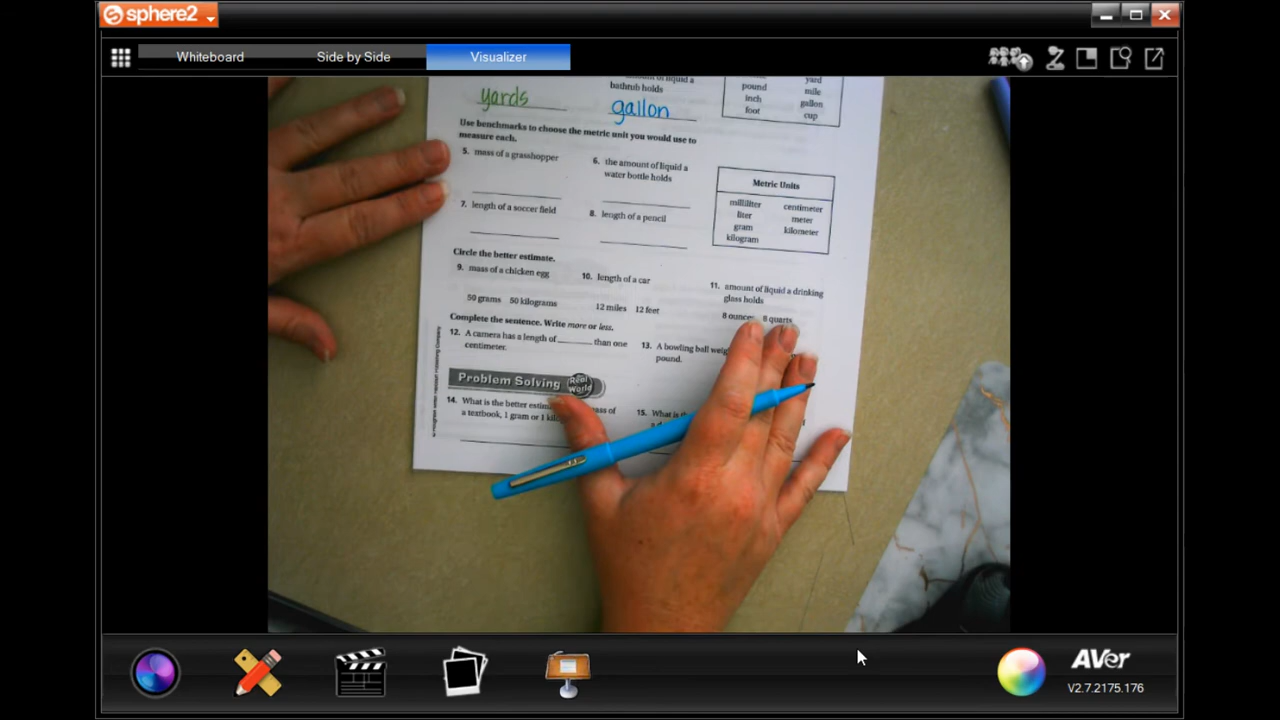 sphere2
Whiteboard
Side by Side
Visualizer
yards
bathtub holds
gallon
pound
inch
foot
yard
mile
gallon
cup
Use benchmarks to choose the metric unit you would use to
measure each.
5. mass of a grasshopper
6. the amount of liquid a
water bottle holds
7. length of a soccer field
8. length of a pencil
Metric Units
milliliter
liter
gram
kilogram
centimeter
meter
kilometer
Circle the better estimate.
9. mass of a chicken egg
50 grams 50 kilograms
10. length of a car
12 miles 12 feet
11. amount of liquid a drinking
glass holds
8 ounces 8 quarts
Complete the sentence. Write more or less.
12. A camera has a length of ________ than one
centimeter.
13. A bowling ball
pound.
Problem Solving Real World
14. What is the better of
a textbook, 1 gram or 1
15. What is
AVer
V2.7.2175.176